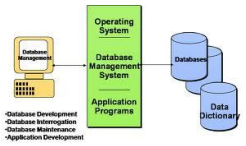 Operating
System
Database
Management
System
Application
Programs
Database
Management
Databases
Data
Dictionary
•Database Development
•Database Interrogation
•Database Maintenance
•Application Development